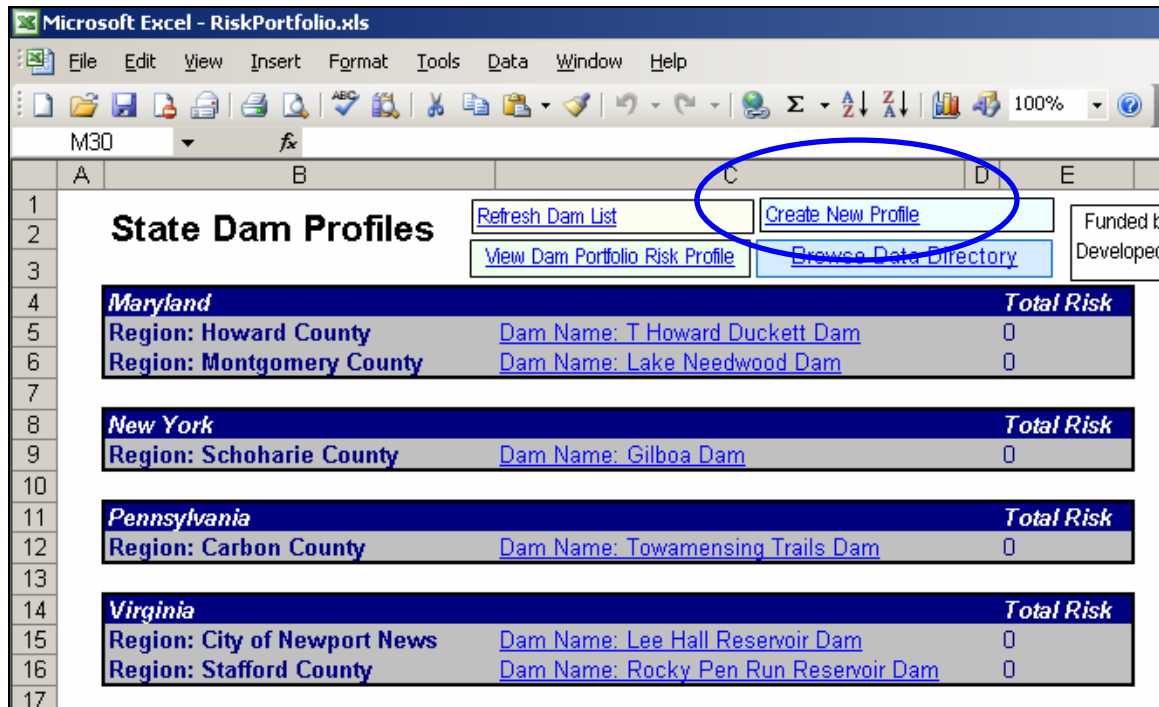 Microsoft Excel - RiskPortfolio.xls
File Edit View Insert Format Tools Data Window Help
ABC Σ A Z Z A 100% ?
M30 fx
A B C D E
1 State Dam Profiles Refresh Dam List Create New Profile Funded
2 View Dam Portfolio Risk Profile Browse Data Directory Developed
3
4 Maryland Total Risk
5 Region: Howard County Dam Name: T Howard Duckett Dam 0
6 Region: Montgomery County Dam Name: Lake Needwood Dam 0
7
8 New York Total Risk
9 Region: Schoharie County Dam Name: Gilboa Dam 0
10
11 Pennsylvania Total Risk
12 Region: Carbon County Dam Name: Towamensing Trails Dam 0
13
14 Virginia Total Risk
15 Region: City of Newport News Dam Name: Lee Hall Reservoir Dam 0
16 Region: Stafford County Dam Name: Rocky Pen Run Reservoir Dam 0
17